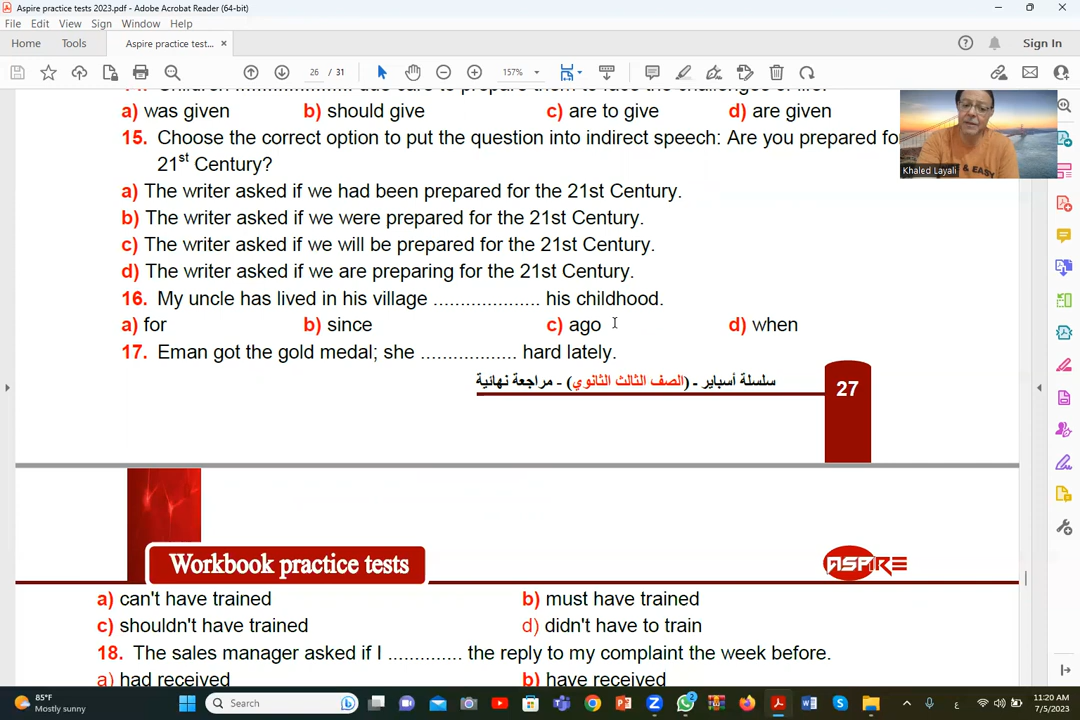 Aspire practice tests 2023.pdf - Adobe Acrobat Reader (64-bit)
File Edit View Sign Window Help
Home Tools Aspire practice test... × Sign In
26 / 31 157%
a) was given b) should give c) are to give d) are given
15. Choose the correct option to put the question into indirect speech: Are you prepared fo
21st Century?
a) The writer asked if we had been prepared for the 21st Century.
b) The writer asked if we were prepared for the 21st Century.
c) The writer asked if we will be prepared for the 21st Century.
d) The writer asked if we are preparing for the 21st Century.
16. My uncle has lived in his village .................... his childhood.
a) for b) since c) ago d) when
17. Eman got the gold medal; she .................. hard lately.
سلسلة أسباير ـ (الصف الثالث الثانوي) - مراجعة نهائية
27
Workbook practice tests
ASPIRE
a) can't have trained b) must have trained
c) shouldn't have trained d) didn't have to train
18. The sales manager asked if I .............. the reply to my complaint the week before.
a) had received b) have received
& EASY
Khaled Layali
85°F
Mostly sunny
Search
2
ع
11:20 AM
7/5/2023